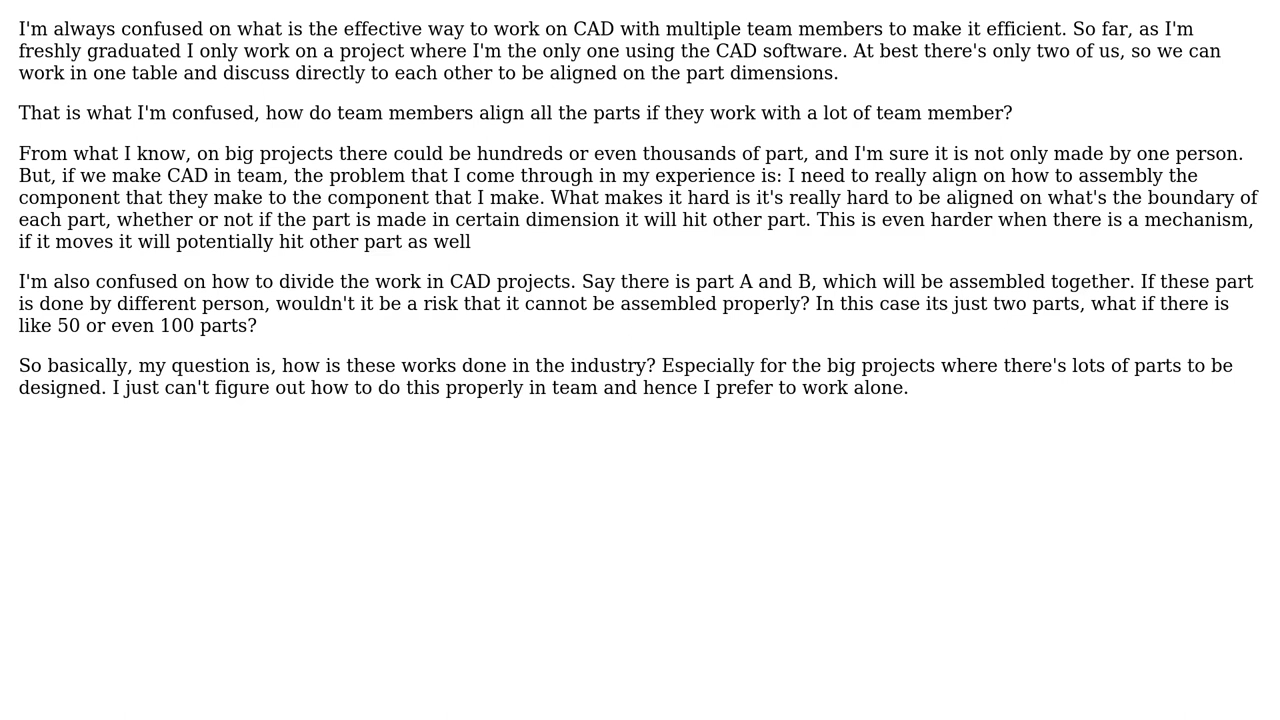 I'm always confused on what is the effective way to work on CAD with multiple team members to make it efficient. So far, as I'm
freshly graduated I only work on a project where I'm the only one using the CAD software. At best there's only two of us, so we can
work in one table and discuss directly to each other to be aligned on the part dimensions.
That is what I'm confused, how do team members align all the parts if they work with a lot of team member?
From what I know, on big projects there could be hundreds or even thousands of part, and I'm sure it is not only made by one person.
But, if we make CAD in team, the problem that I come through in my experience is: I need to really align on how to assembly the
component that they make to the component that I make. What makes it hard is it's really hard to be aligned on what's the boundary of
each part, whether or not if the part is made in certain dimension it will hit other part. This is even harder when there is a mechanism,
if it moves it will potentially hit other part as well
I'm also confused on how to divide the work in CAD projects. Say there is part A and B, which will be assembled together. If these part
is done by different person, wouldn't it be a risk that it cannot be assembled properly? In this case its just two parts, what if there is
like 50 or even 100 parts?
So basically, my question is, how is these works done in the industry? Especially for the big projects where there's lots of parts to be
designed. I just can't figure out how to do this properly in team and hence I prefer to work alone.